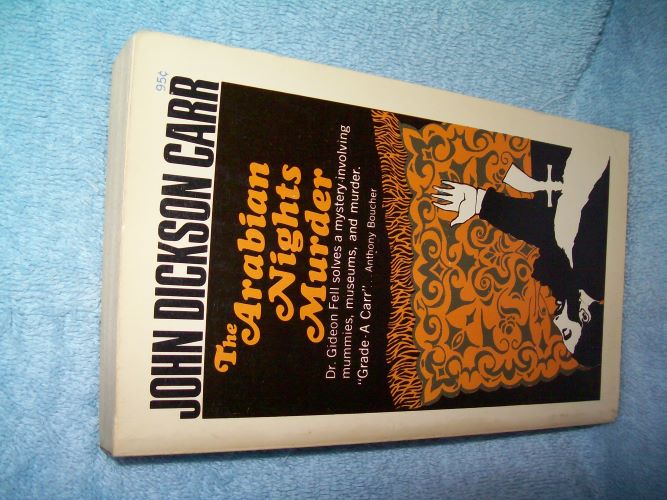 95¢
JOHN DICKSON CARR
The Arabian
Nights
Murder
Dr. Gideon Fell solves a mystery involving
mummies, museums, and murder.
"Grade-A Carr"...Anthony Boucher